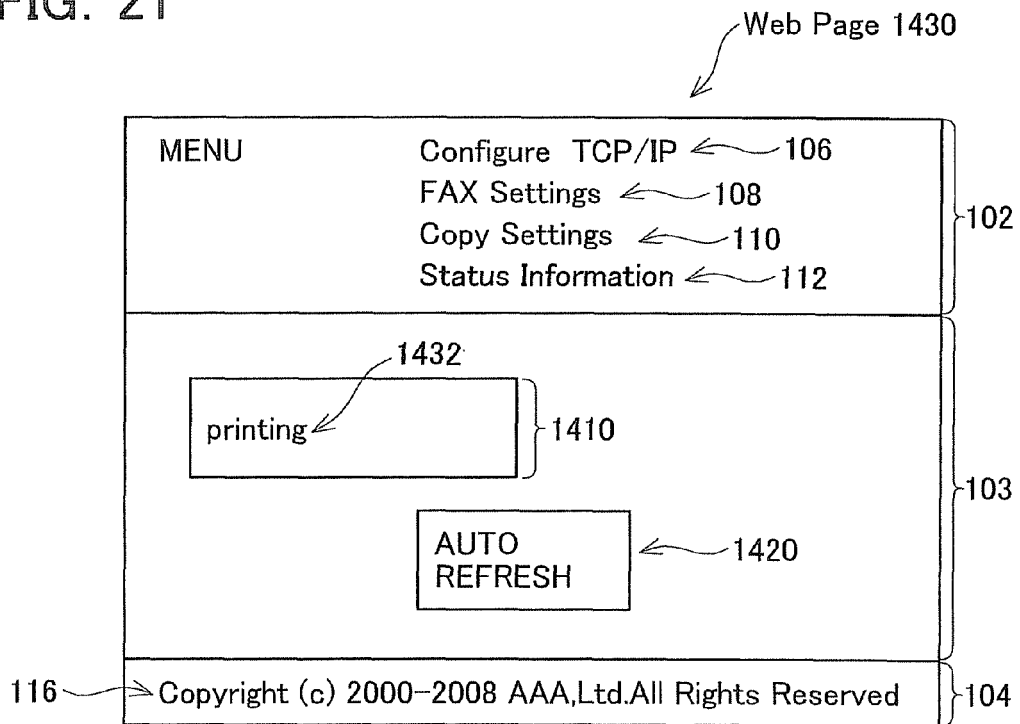 FIG. 21
Web Page 1430
MENU
Configure TCP/IP 106
FAX Settings 108
Copy Settings 110
Status Information 112
102
1432
printing
1410
103
AUTO
REFRESH
1420
116 Copyright (c) 2000-2008 AAA,Ltd.All Rights Reserved 104